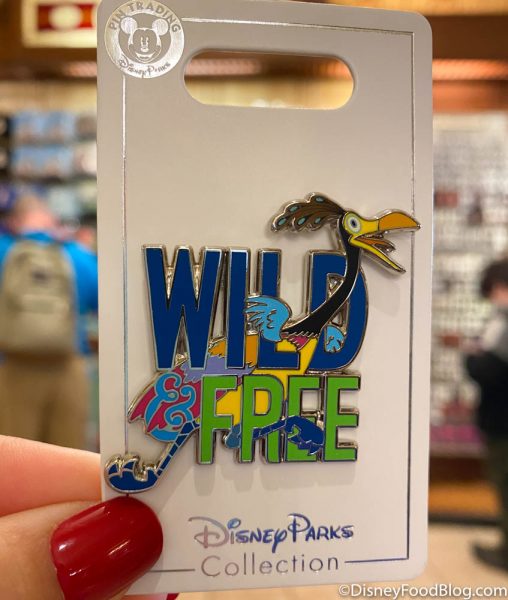 PIN TRADING
Disney Parks
WILD
& FREE
Disney Parks
Collection
©DisneyFoodBlog.com